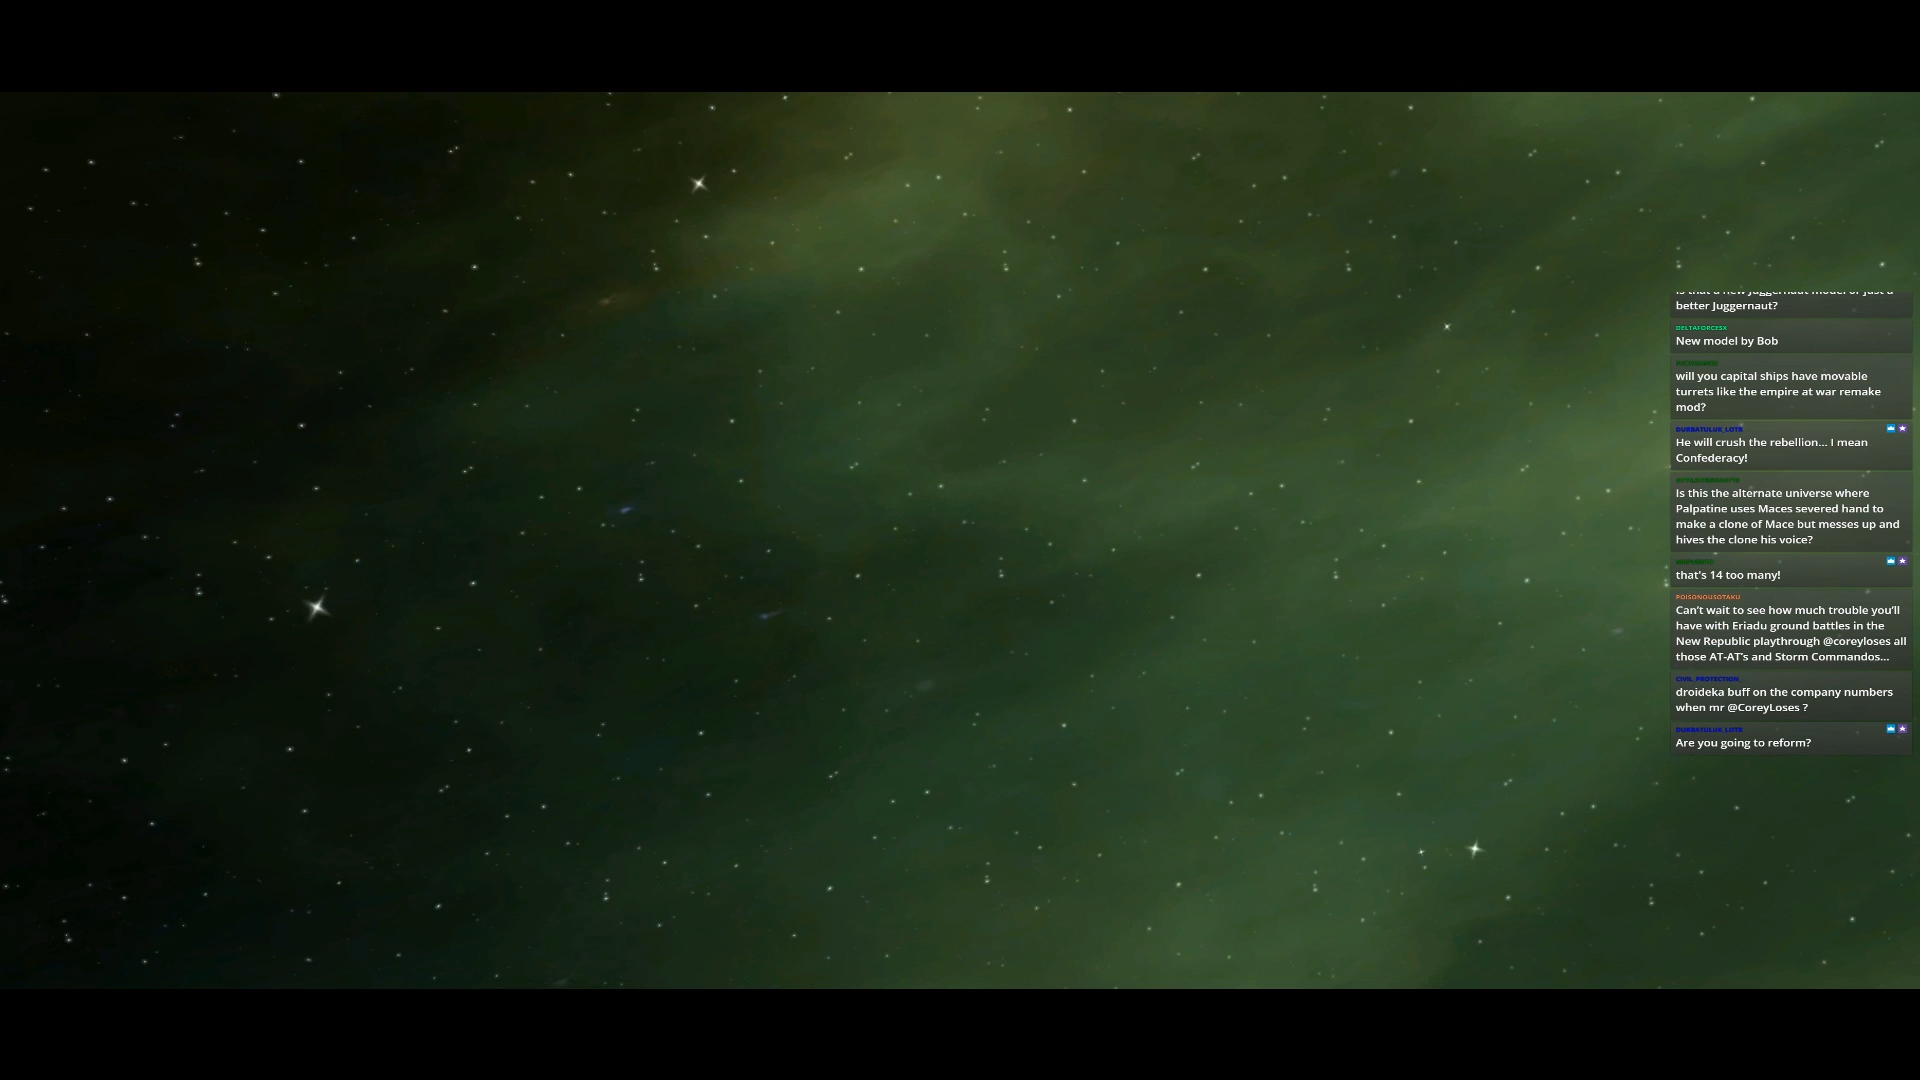 better Juggernaut?
DELTAFORCESX
New model by Bob
will you capital ships have movable
turrets like the empire at war remake
mod?
DURBATULUK_LOTR
He will crush the rebellion... I mean
Confederacy!
Is this the alternate universe where
Palpatine uses Maces severed hand to
make a clone of Mace but messes up and
hives the clone his voice?
that's 14 too many!
POISONOUSOTAKU
Can't wait to see how much trouble you'll
have with Eriadu ground battles in the
New Republic playthrough @coreyloses all
those AT-AT's and Storm Commandos...
CIVIL_PROTECTION_
droideka buff on the company numbers
when mr @CoreyLoses ?
DURBATULUK_LOTR
Are you going to reform?